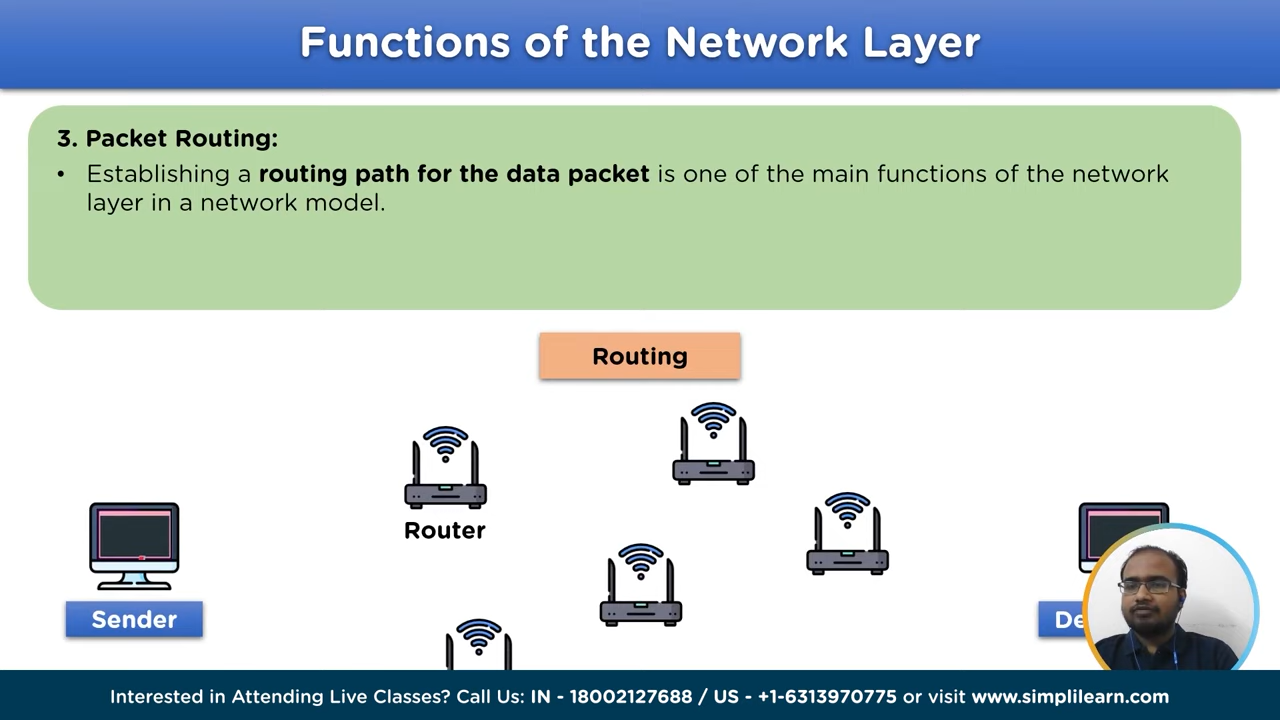 Functions of the Network Layer
3. Packet Routing:
• Establishing a routing path for the data packet is one of the main functions of the network
layer in a network model.
Routing
Router
Sender
Interested in Attending Live Classes? Call Us: IN - 18002127688 / US - +1-6313970775 or visit www.simplilearn.com